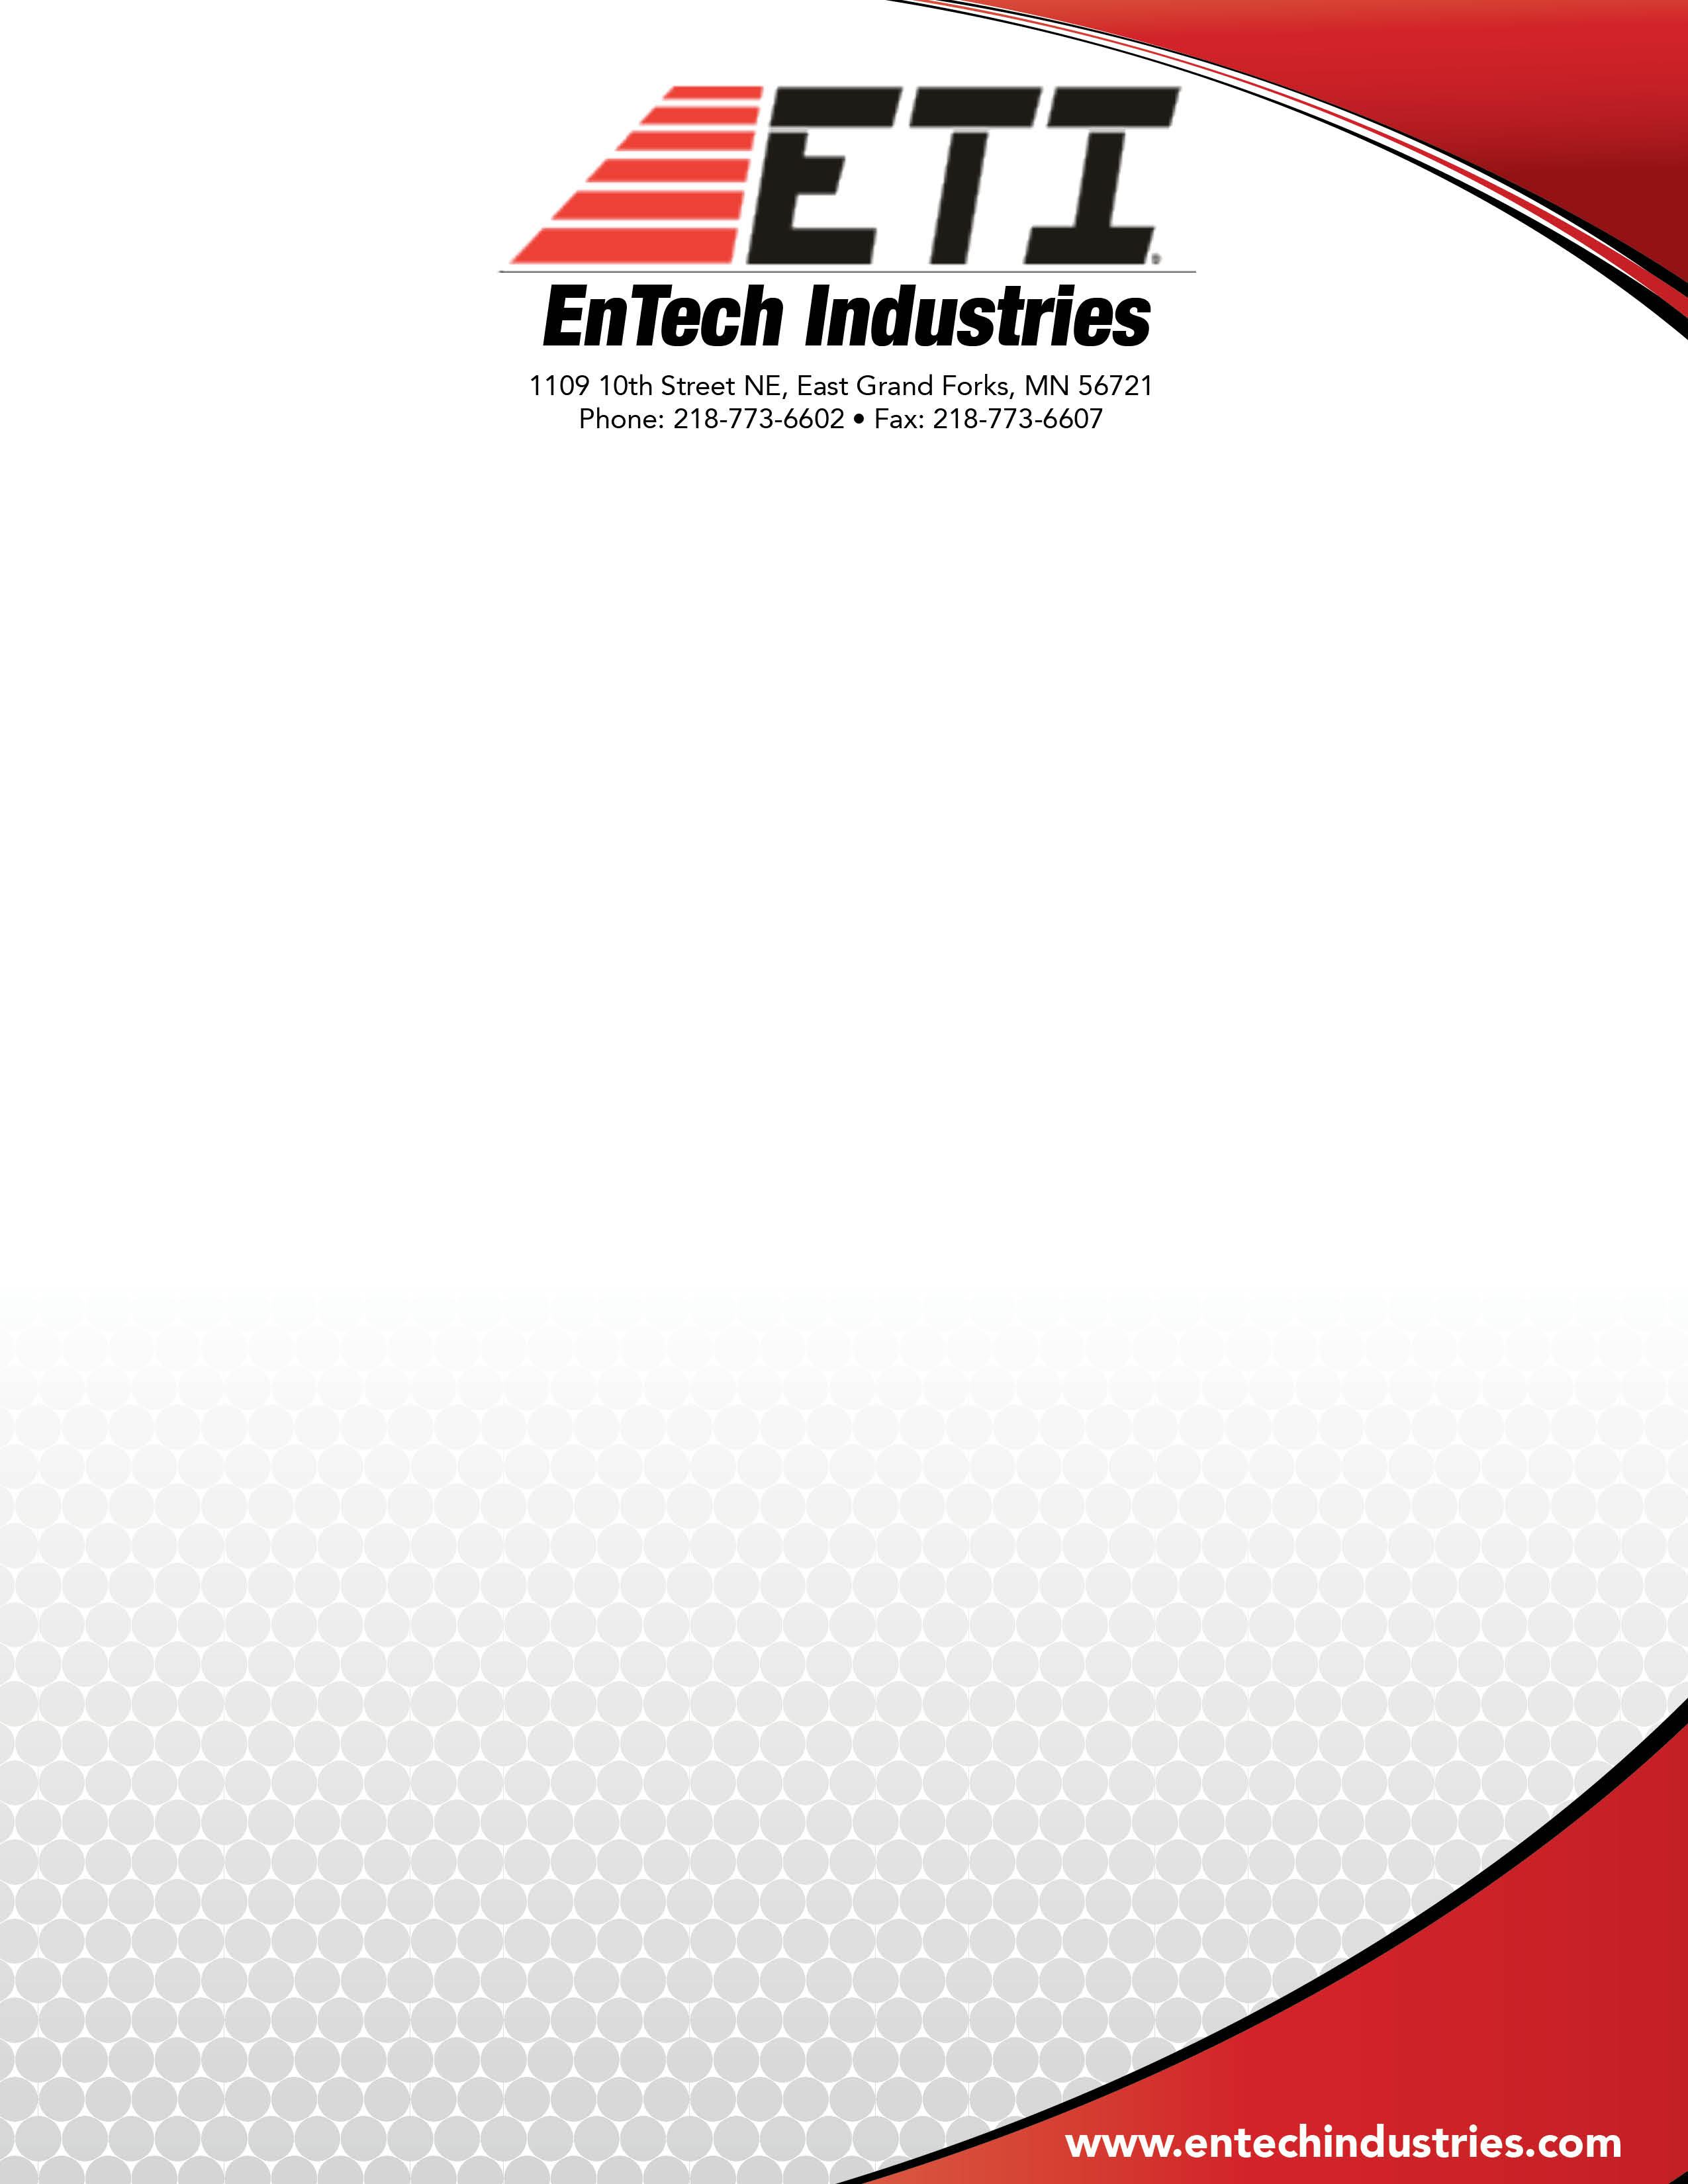 ETI®
EnTech Industries
1109 10th Street NE, East Grand Forks, MN 56721
Phone: 218-773-6602 • Fax: 218-773-6607
www.entechindustries.com